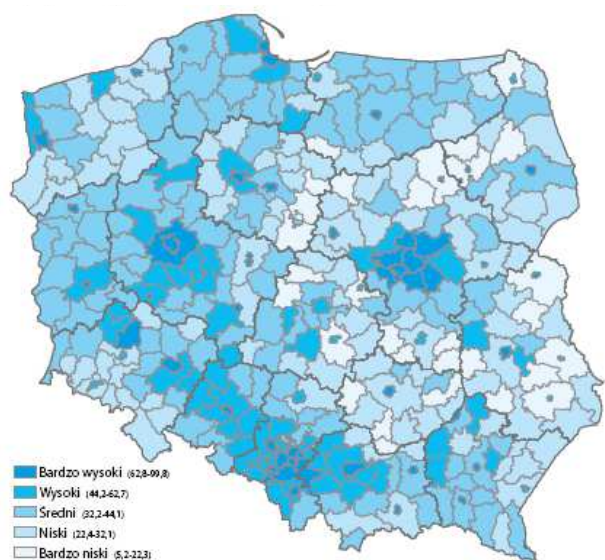 Bardzo wysoki (62,8-99,8)
Wysoki (44,2-62,7)
Średni (32,2-44,1)
Niski (22,4-32,1)
Bardzo niski (5,2-22,3)